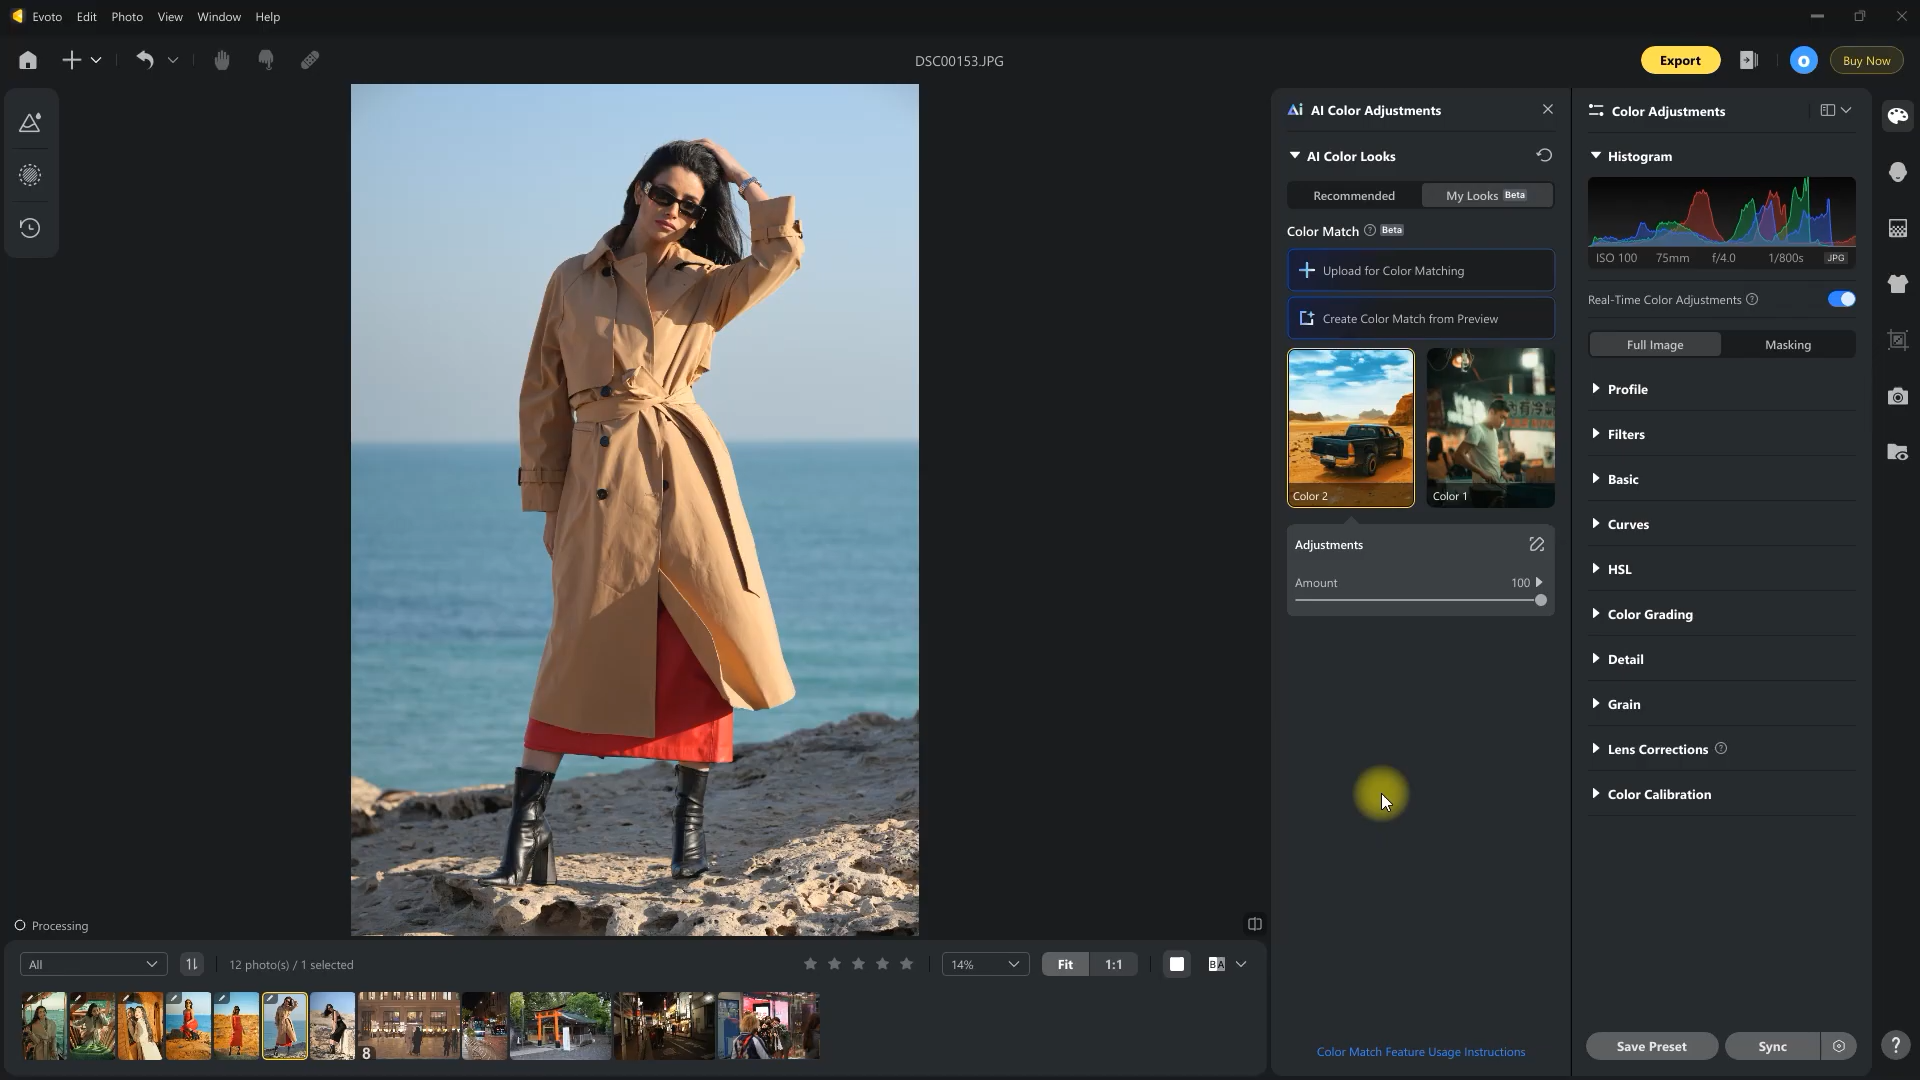 Evoto Edit Photo View Window Help
DSC00153.JPG
Export
Buy Now
Ai AI Color Adjustments
AI Color Looks
Recommended
My Looks Beta
Color Match ? Beta
Upload for Color Matching
Create Color Match from Preview
Color 2
Color 1
Adjustments
Amount 100
Color Match Feature Usage Instructions
Color Adjustments
Histogram
ISO 100 75mm f/4.0 1/800s JPG
Real-Time Color Adjustments ?
Full Image
Masking
Profile
Filters
Basic
Curves
HSL
Color Grading
Detail
Grain
Lens Corrections ?
Color Calibration
Save Preset
Sync
?
Processing
All
12 photo(s) / 1 selected
14%
Fit
1:1
BA
8